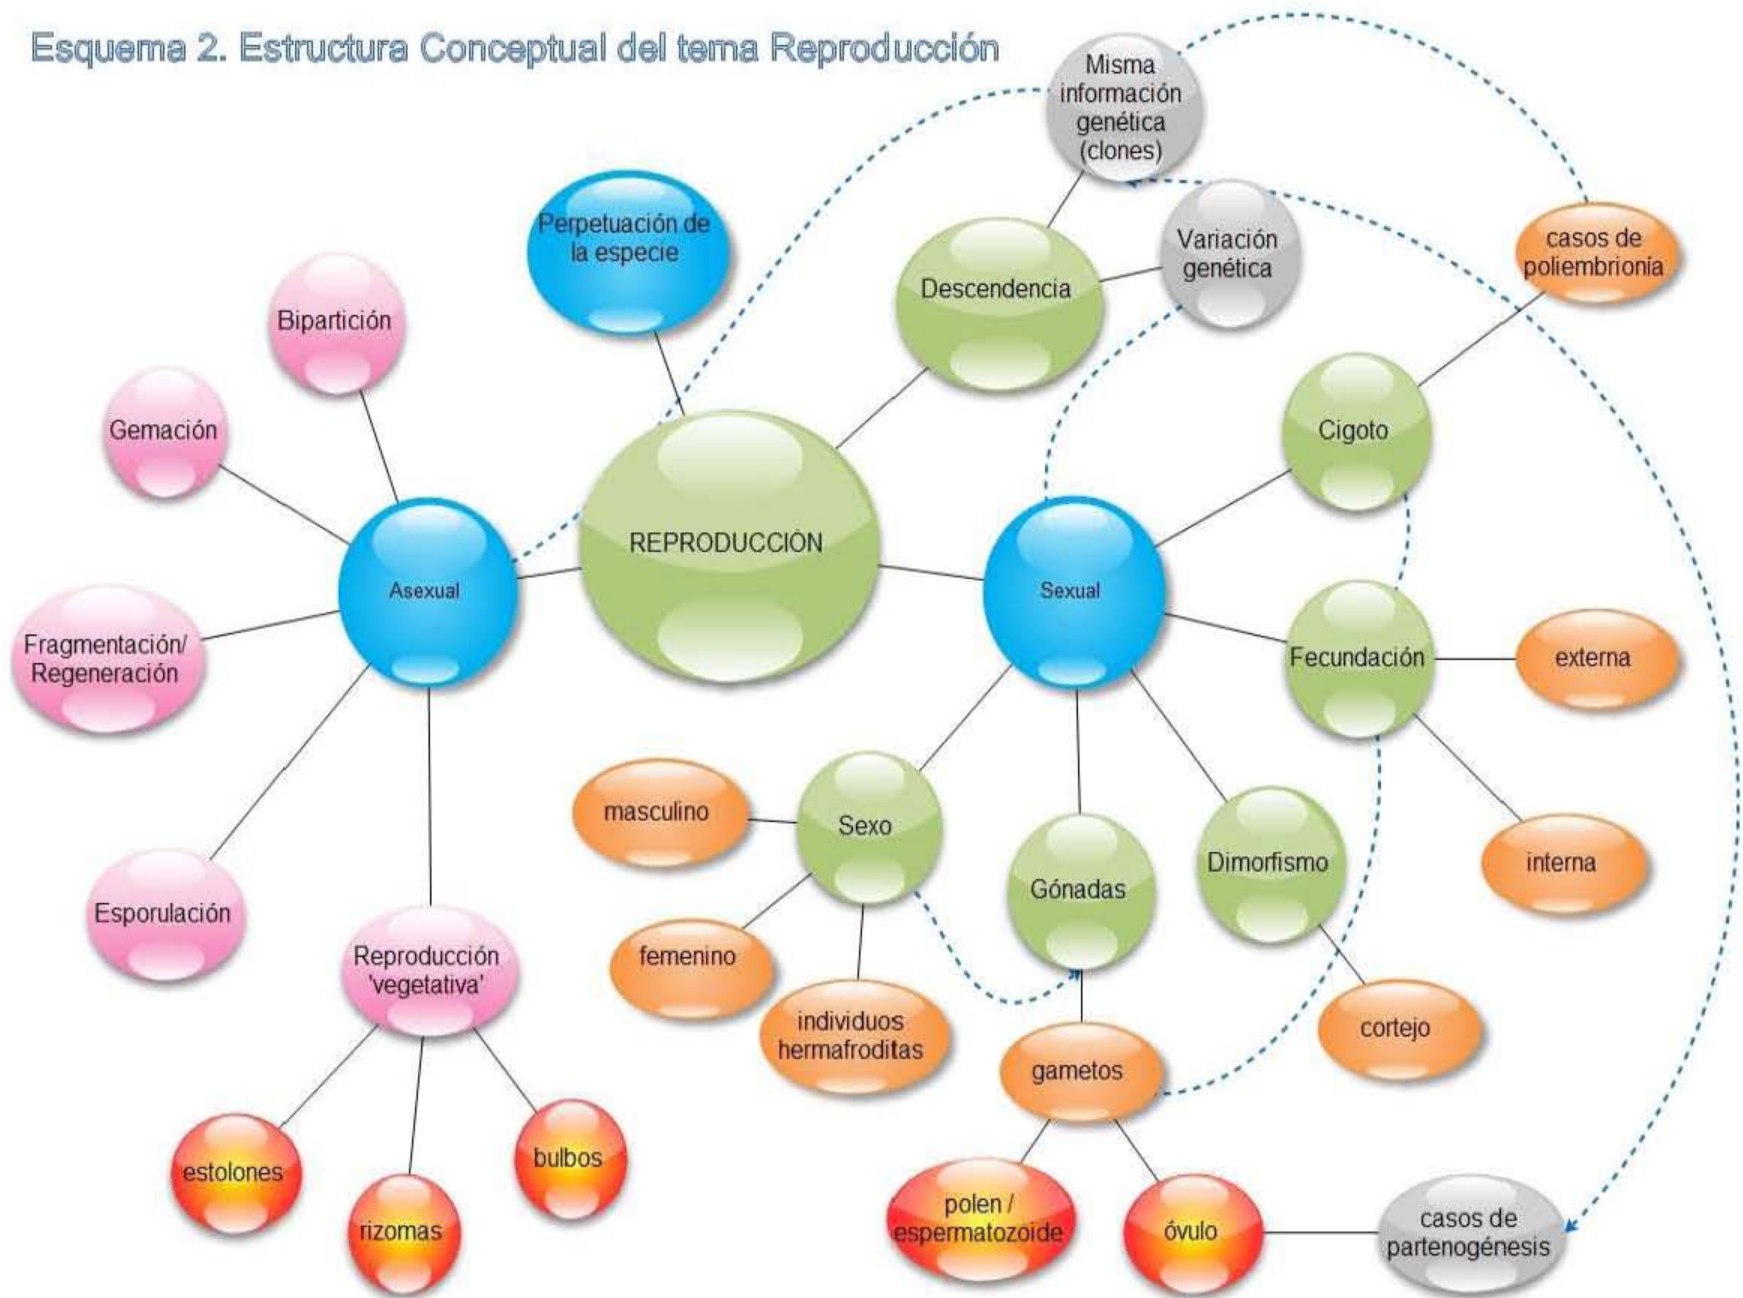 Esquema 2. Estructura Conceptual del tema Reproducción
Misma
información
genética
(clones)
Perpetuación de
la especie
Variación
genética
casos de
poliembrionía
Descendencia
Bipartición
Gemación
Cigoto
REPRODUCCIÓN
Asexual
Sexual
Fragmentación/
Regeneración
Fecundación
externa
masculino
Sexo
Dimorfismo
interna
Gónadas
Esporulación
Reproducción
'vegetativa'
femenino
individuos
hermafroditas
cortejo
gametos
estolones
bulbos
rizomas
polen /
espermatozoide
óvulo
casos de
partenogénesis